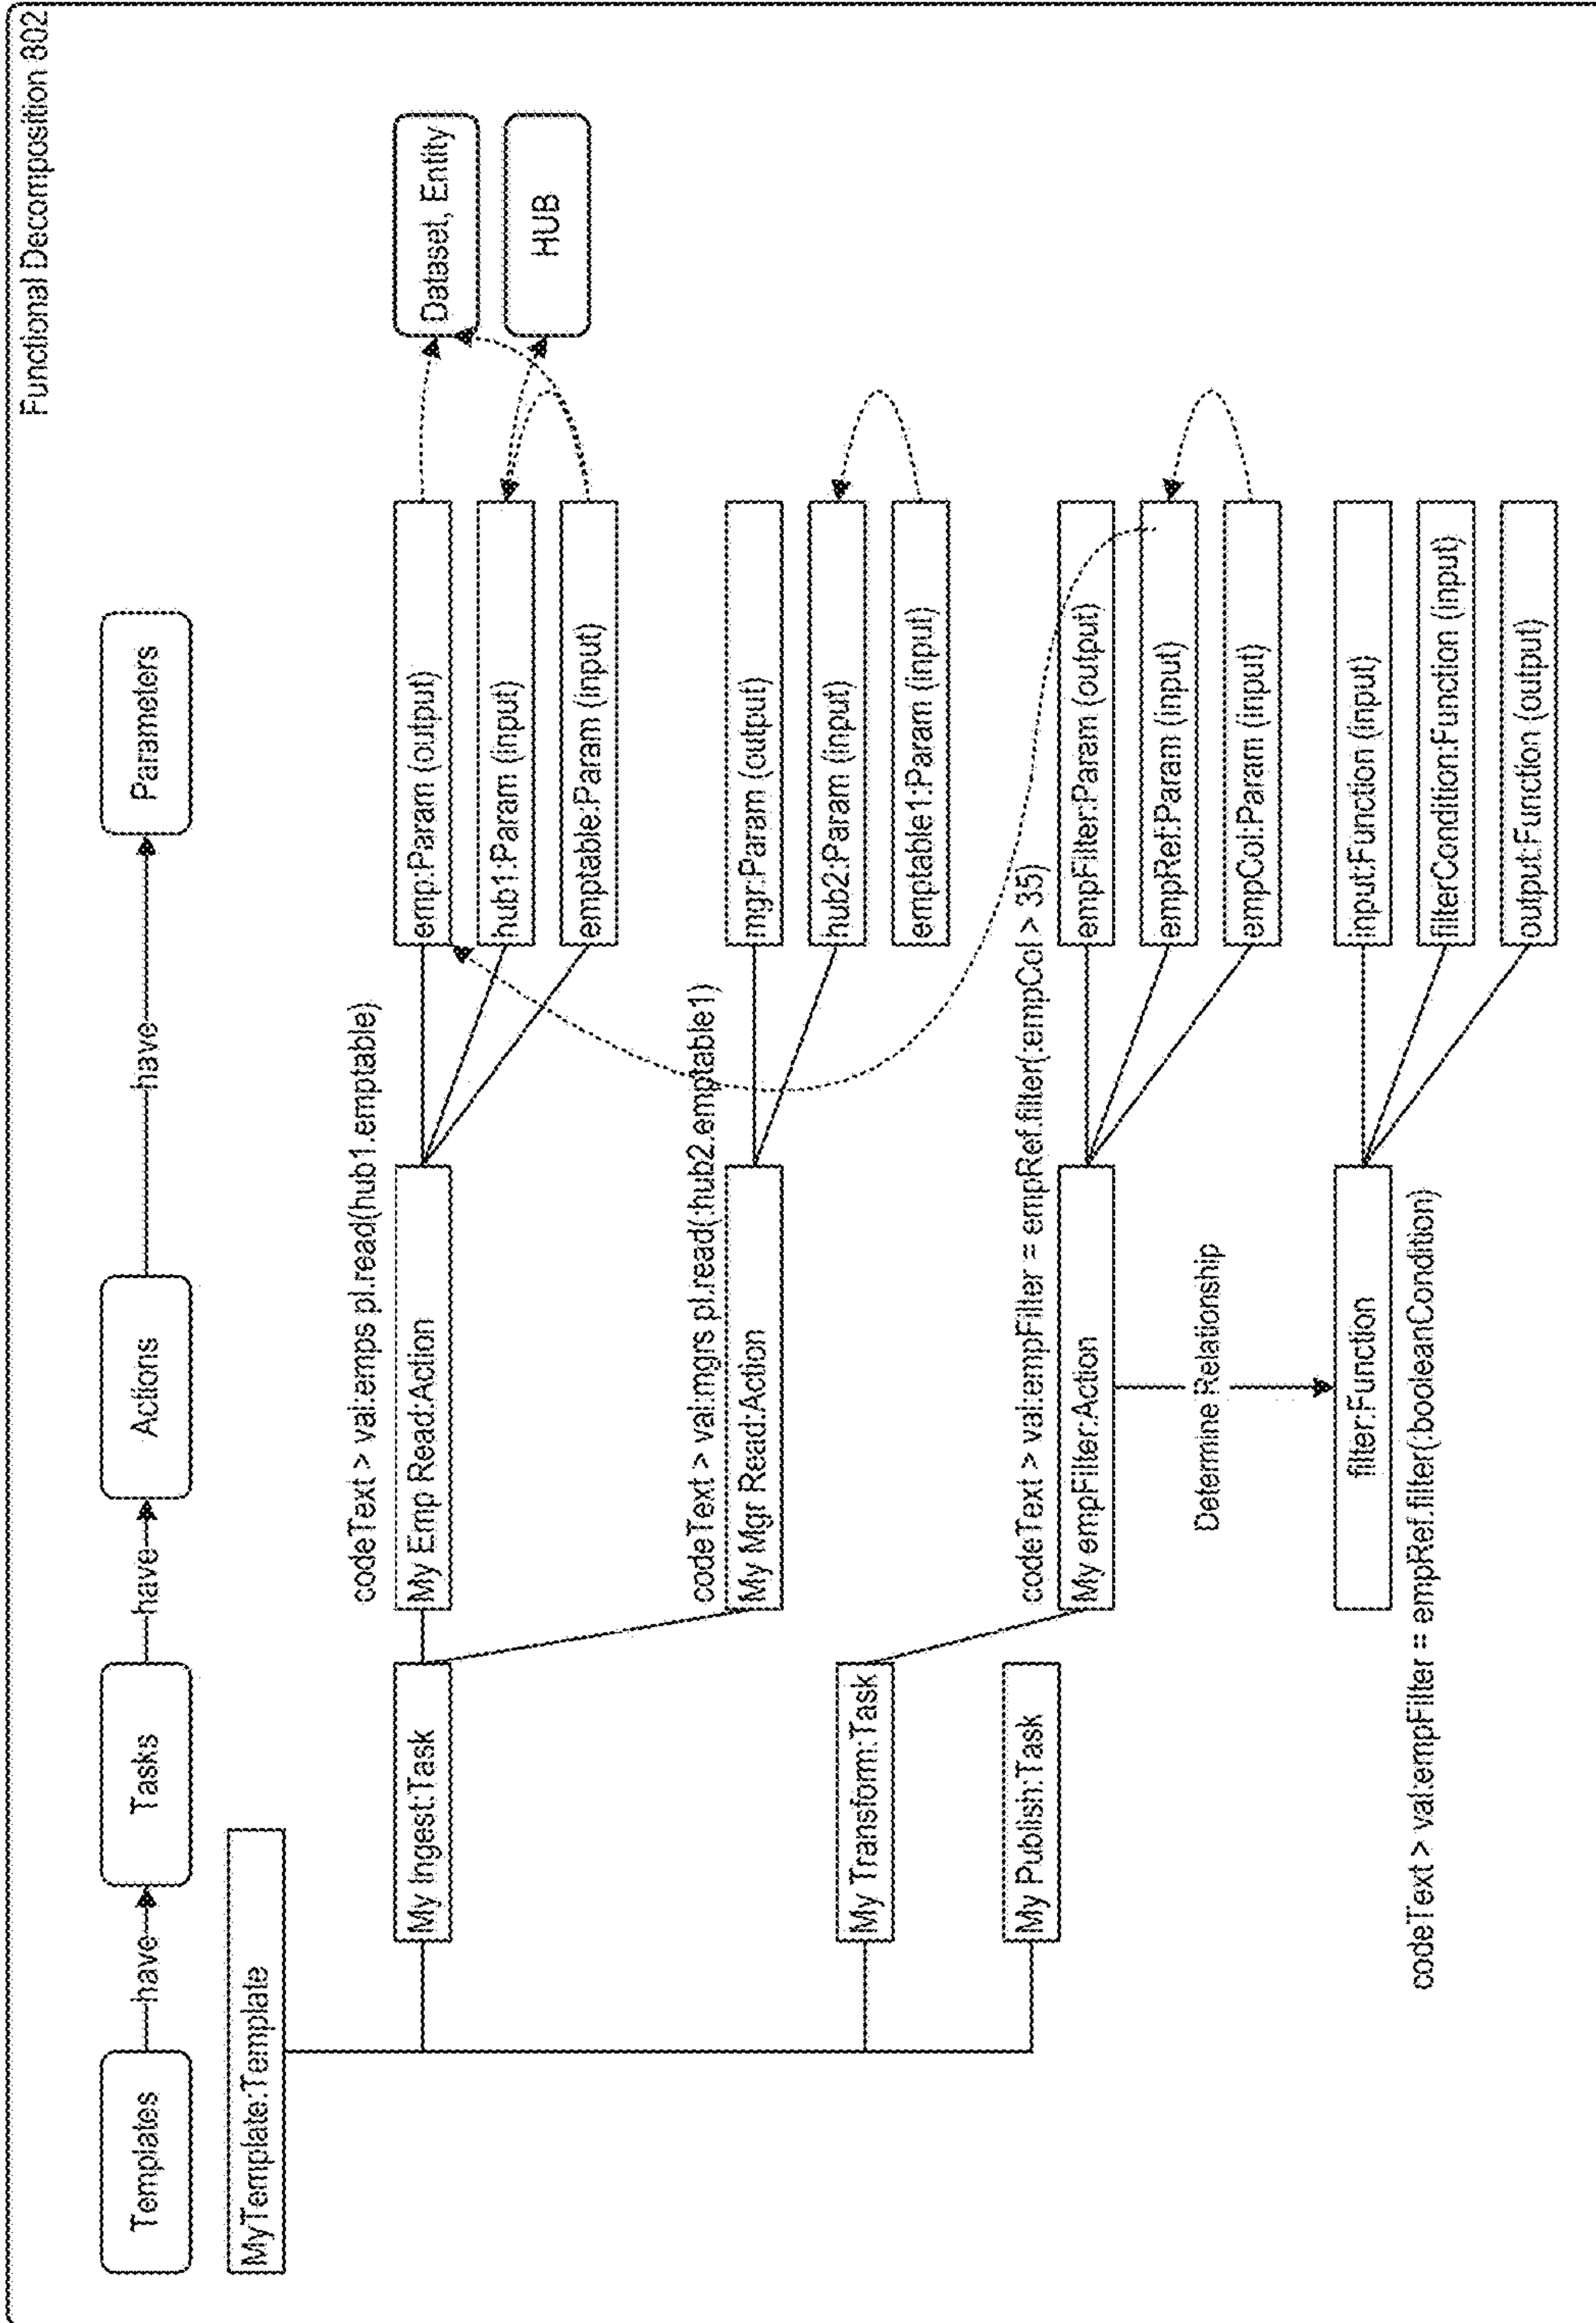 Functional Decomposition 802
Templates
have
Tasks
have
Actions
have
Parameters
MyTemplate:Template
codeText > val:emps pl.read(hub1.emptable)
My Ingest:Task
My Emp Read:Action
emp:Param (output)
hub1:Param (input)
emptable:Param (input)
Dataset, Entity
HUB
codeText > val:mgrs pl.read(:hub2.emptable1)
My Mgr Read:Action
mgr:Param (output)
hub2:Param (input)
emptable1:Param (input)
My Transform:Task
My Publish:Task
codeText > val:empFilter = empRef.filter(:empCol > 35)
My empFilter:Action
empFilter:Param (output)
empRef:Param (input)
empCol:Param (input)
Determine Relationship
filter:Function
input:Function (input)
filterCondition:Function (input)
output:Function (output)
codeText > val:empFilter = empRef.filter(:booleanCondition)